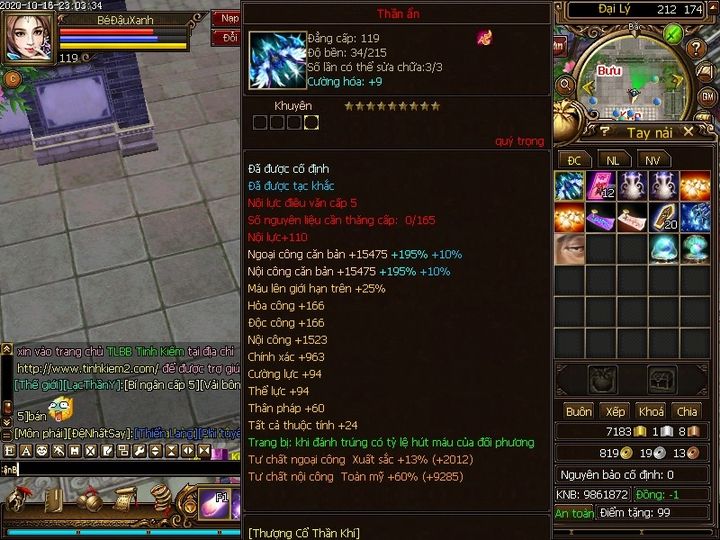 2020-10-16-23:03:34
BéĐậuXanh
119
Nạp
Đổi
Thần ẩn
Đẳng cấp: 119
Độ bền: 34/215
Số lần có thể sửa chữa:3/3
Cường hóa: +9
Khuyên
quý trọng
Đã được cố định
Đã được tạc khắc
Nội lực điêu văn cấp 5
Số nguyên liệu cần thăng cấp: 0/165
Nội lực+110
Ngoại công căn bản +15475 +195% +10%
Nội công căn bản +15475 +195% +10%
Máu lên giới hạn trên +25%
Hỏa công +166
Độc công +166
Nội công +1523
Chính xác +963
Cường lực +94
Thể lực +94
Thân pháp +60
Tất cả thuộc tính +24
Trang bị: khi đánh trúng có tỷ lệ hút máu của đối phương
Tư chất ngoại công Xuất sắc +13% (+2012)
Tư chất nội công Toàn mỹ +60% (+9285)
[Thượng Cổ Thần Khí]
Đại Lý 212 174
Bắc
Bưu
BM
? Tay nải
ĐC NL NV
12
20
Buôn Xếp Khoá Chia
7183 1 8
819 19 13
Nguyên bảo cố định: 0
KNB: 9861872 Đồng: -1
An toàn Điểm tặng: 99
xin vào trang chủ TLBB Tinh Kiếm tại địa chỉ
http://www.tinhkiem2.com/ để được trợ giú
[Thế giới][LạcThầnY]:[Bí ngân cấp 5][Vải bôn
5]bán
[Môn phái][ĐệNhấtSay]:[Thiên Lang][Phi tuyế
F1